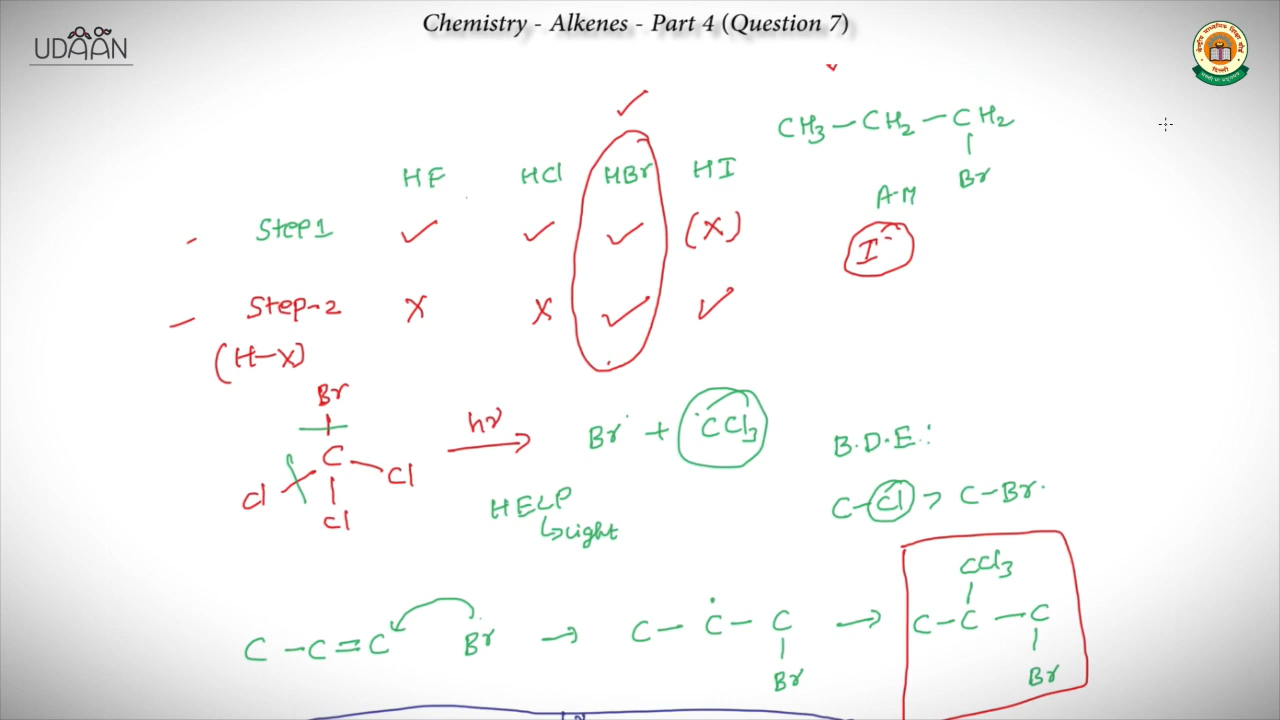 Chemistry - Alkenes - Part 4 (Question 7)
UDAAN
CH3 – CH2 – CH2
Br
A·M
HF HCl HBr HI
Step 1 ✓ ✓ ✓ (X)
I⁻
Step-2 X X ✓ ✓
(H–X)
Br
C
Cl Cl
Cl
hν
Br˙ + ˙CCl3
B.D.E:
C–Cl > C–Br.
HELP
↳light
CCl3
C – C = C Br˙ → C – Ċ – C → C – C – C
Br Br